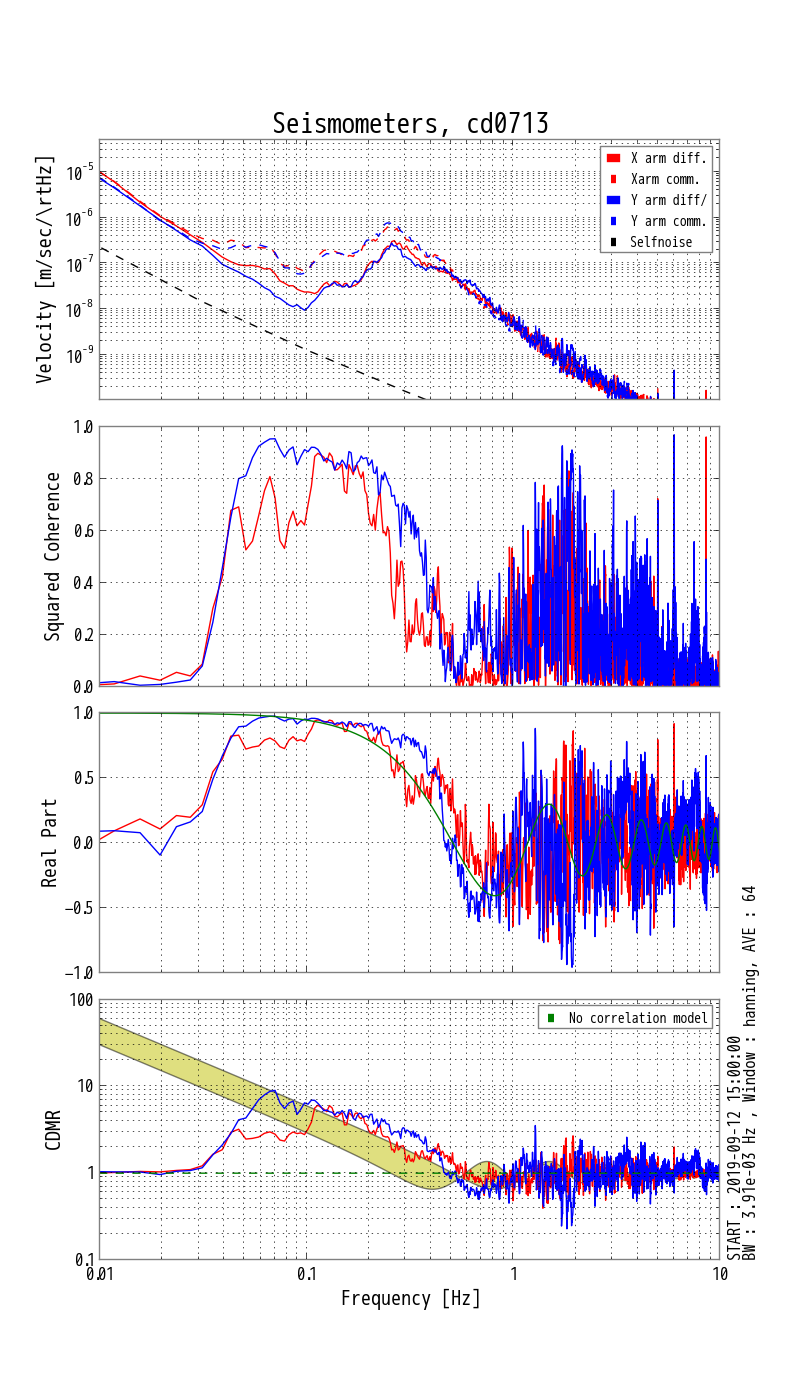 Seismometers, cd0713
Velocity [m/sec/\rtHz]
10^-5
10^-6
10^-7
10^-8
10^-9
X arm diff.
Xarm comm.
Y arm diff/
Y arm comm.
Selfnoise
Squared Coherence
1.0
0.8
0.6
0.4
0.2
0.0
Real Part
1.0
0.5
0.0
−0.5
−1.0
CDMR
100
10
1
0.1
No correlation model
0.01
0.1
1
10
Frequency [Hz]
START : 2019-09-12 15:00:00
BW : 3.91e-03 Hz , Window : hanning, AVE : 64